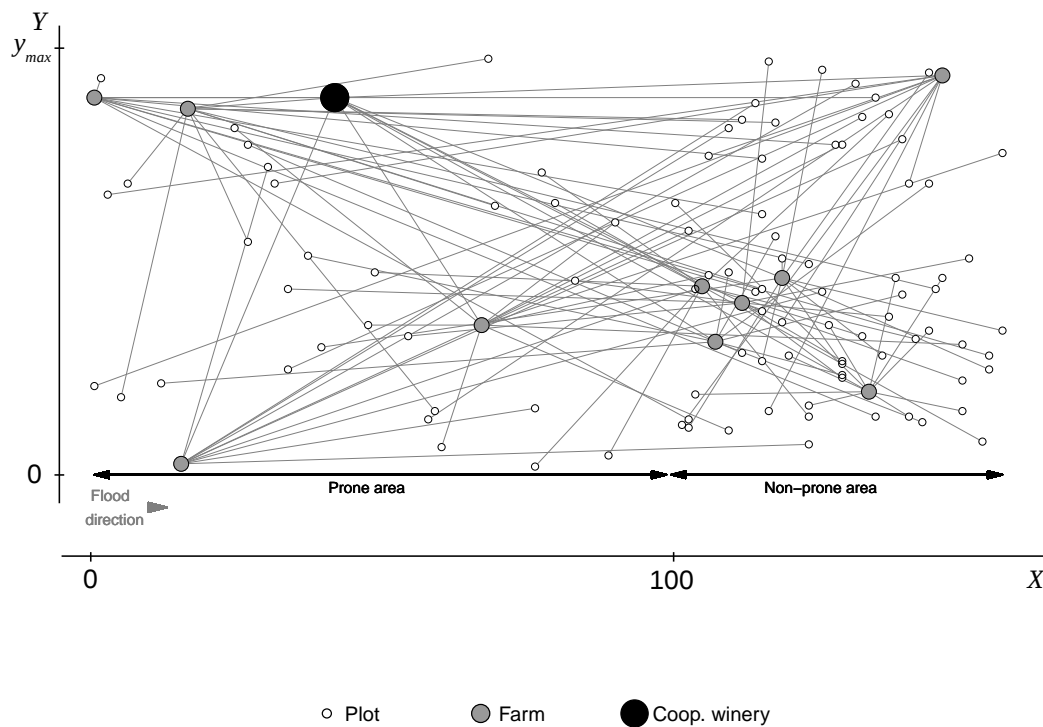 Y
y_max
0
Prone area
Non–prone area
Flood
direction
0
100
X
Plot
Farm
Coop. winery